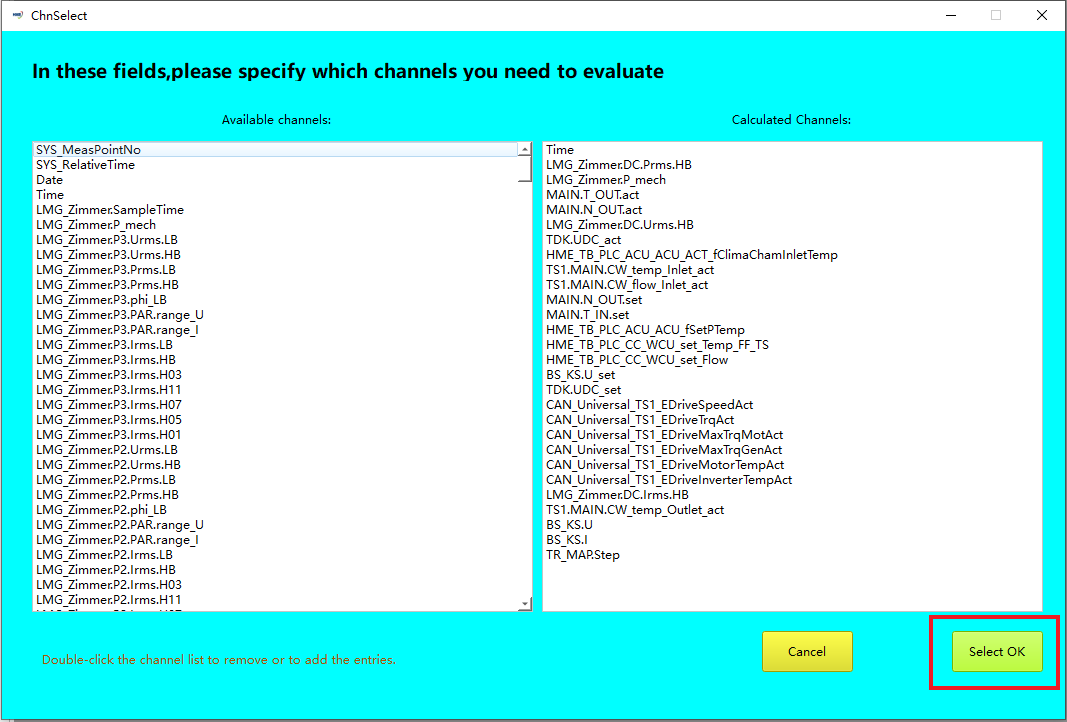 ChnSelect
In these fields,please specify which channels you need to evaluate
Available channels:
SYS_MeasPointNo
SYS_RelativeTime
Date
Time
LMG_Zimmer.SampleTime
LMG_Zimmer.P_mech
LMG_Zimmer.P3.Urms.LB
LMG_Zimmer.P3.Urms.HB
LMG_Zimmer.P3.Prms.LB
LMG_Zimmer.P3.Prms.HB
LMG_Zimmer.P3.phi_LB
LMG_Zimmer.P3.PAR.range_U
LMG_Zimmer.P3.PAR.range_I
LMG_Zimmer.P3.Irms.LB
LMG_Zimmer.P3.Irms.HB
LMG_Zimmer.P3.Irms.H03
LMG_Zimmer.P3.Irms.H11
LMG_Zimmer.P3.Irms.H07
LMG_Zimmer.P3.Irms.H05
LMG_Zimmer.P3.Irms.H01
LMG_Zimmer.P2.Urms.LB
LMG_Zimmer.P2.Urms.HB
LMG_Zimmer.P2.Prms.LB
LMG_Zimmer.P2.Prms.HB
LMG_Zimmer.P2.phi_LB
LMG_Zimmer.P2.PAR.range_U
LMG_Zimmer.P2.PAR.range_I
LMG_Zimmer.P2.Irms.LB
LMG_Zimmer.P2.Irms.HB
LMG_Zimmer.P2.Irms.H03
LMG_Zimmer.P2.Irms.H11
Calculated Channels:
Time
LMG_Zimmer.DC.Prms.HB
LMG_Zimmer.P_mech
MAIN.T_OUT.act
MAIN.N_OUT.act
LMG_Zimmer.DC.Urms.HB
TDK.UDC_act
HME_TB_PLC_ACU_ACU_ACT_fClimaChamInletTemp
TS1.MAIN.CW_temp_Inlet_act
TS1.MAIN.CW_flow_Inlet_act
MAIN.N_OUT.set
MAIN.T_IN.set
HME_TB_PLC_ACU_ACU_fSetPTemp
HME_TB_PLC_CC_WCU_set_Temp_FF_TS
HME_TB_PLC_CC_WCU_set_Flow
BS_KS.U_set
TDK.UDC_set
CAN_Universal_TS1_EDriveSpeedAct
CAN_Universal_TS1_EDriveTrqAct
CAN_Universal_TS1_EDriveMaxTrqMotAct
CAN_Universal_TS1_EDriveMaxTrqGenAct
CAN_Universal_TS1_EDriveMotorTempAct
CAN_Universal_TS1_EDriveInverterTempAct
LMG_Zimmer.DC.Irms.HB
TS1.MAIN.CW_temp_Outlet_act
BS_KS.U
BS_KS.I
TR_MAP.Step
Double-click the channel list to remove or to add the entries.
Cancel
Select OK